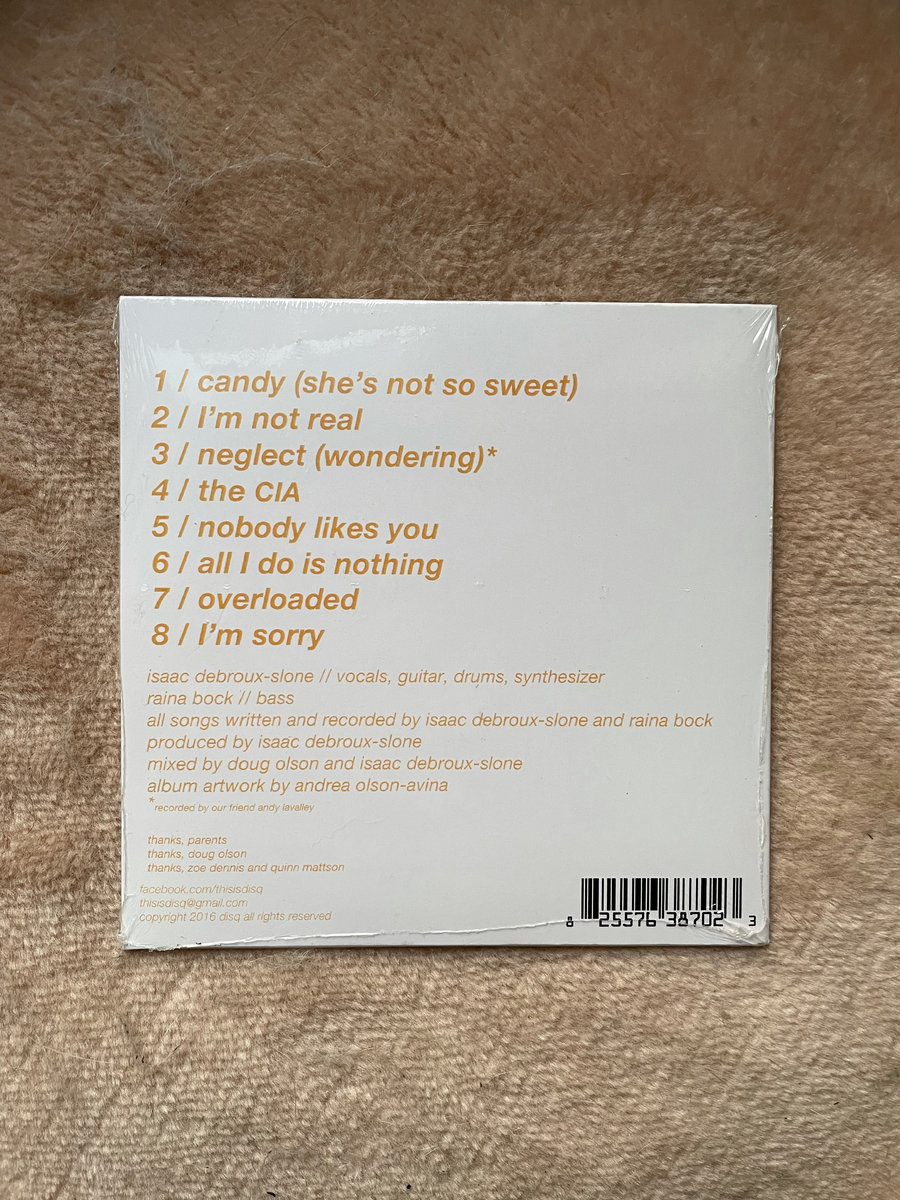 1 / candy (she's not so sweet)
2 / I'm not real
3 / neglect (wondering)*
4 / the CIA
5 / nobody likes you
6 / all I do is nothing
7 / overloaded
8 / I'm sorry
isaac debroux-slone // vocals, guitar, drums, synthesizer
raina bock // bass
all songs written and recorded by isaac debroux-slone and raina bock
produced by isaac debroux-slone
mixed by doug olson and isaac debroux-slone
album artwork by andrea olson-avina
*recorded by our friend andy lavalley
thanks, parents
thanks, doug olson
thanks, zoe dennis and quinn mattson
facebook.com/thisisdisq
thisisdisq@gmail.com
copyright 2016 disq all rights reserved
8 25576 38702 3